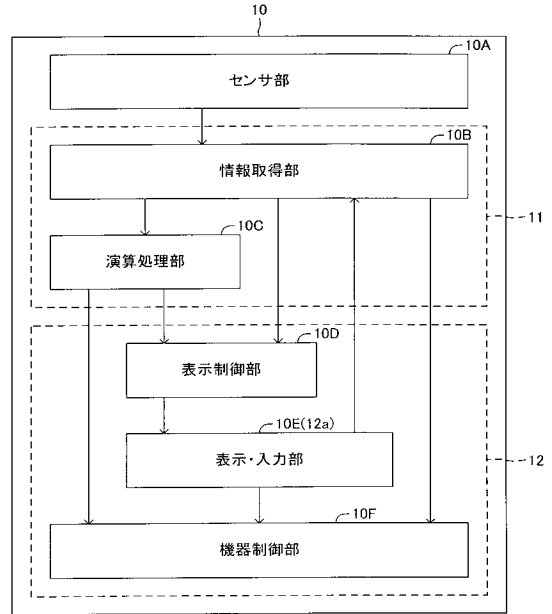 10
10A
センサ部
10B
情報取得部
11
10C
演算処理部
10D
表示制御部
10E(12a)
表示・入力部
12
10F
機器制御部